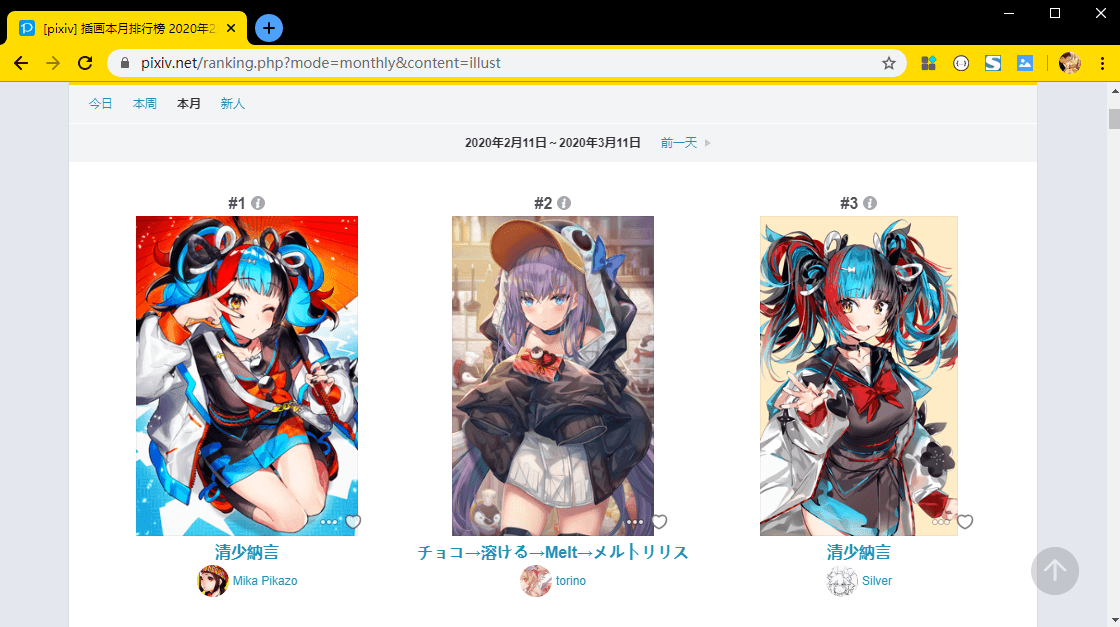 [pixiv] 插画本月排行榜 2020年2
pixiv.net/ranking.php?mode=monthly&content=illust
今日 本周 本月 新人
2020年2月11日～2020年3月11日 前一天
#1 #2 #3
清少納言 チョコ→溶ける→Melt→メルトリリス 清少納言
Mika Pikazo torino Silver